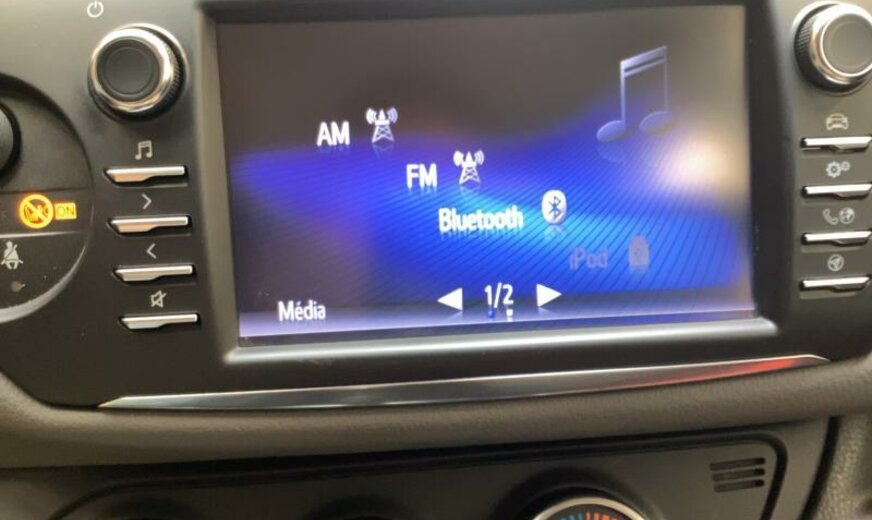 AM
FM
Bluetooth
iPod
Média
1/2
ON